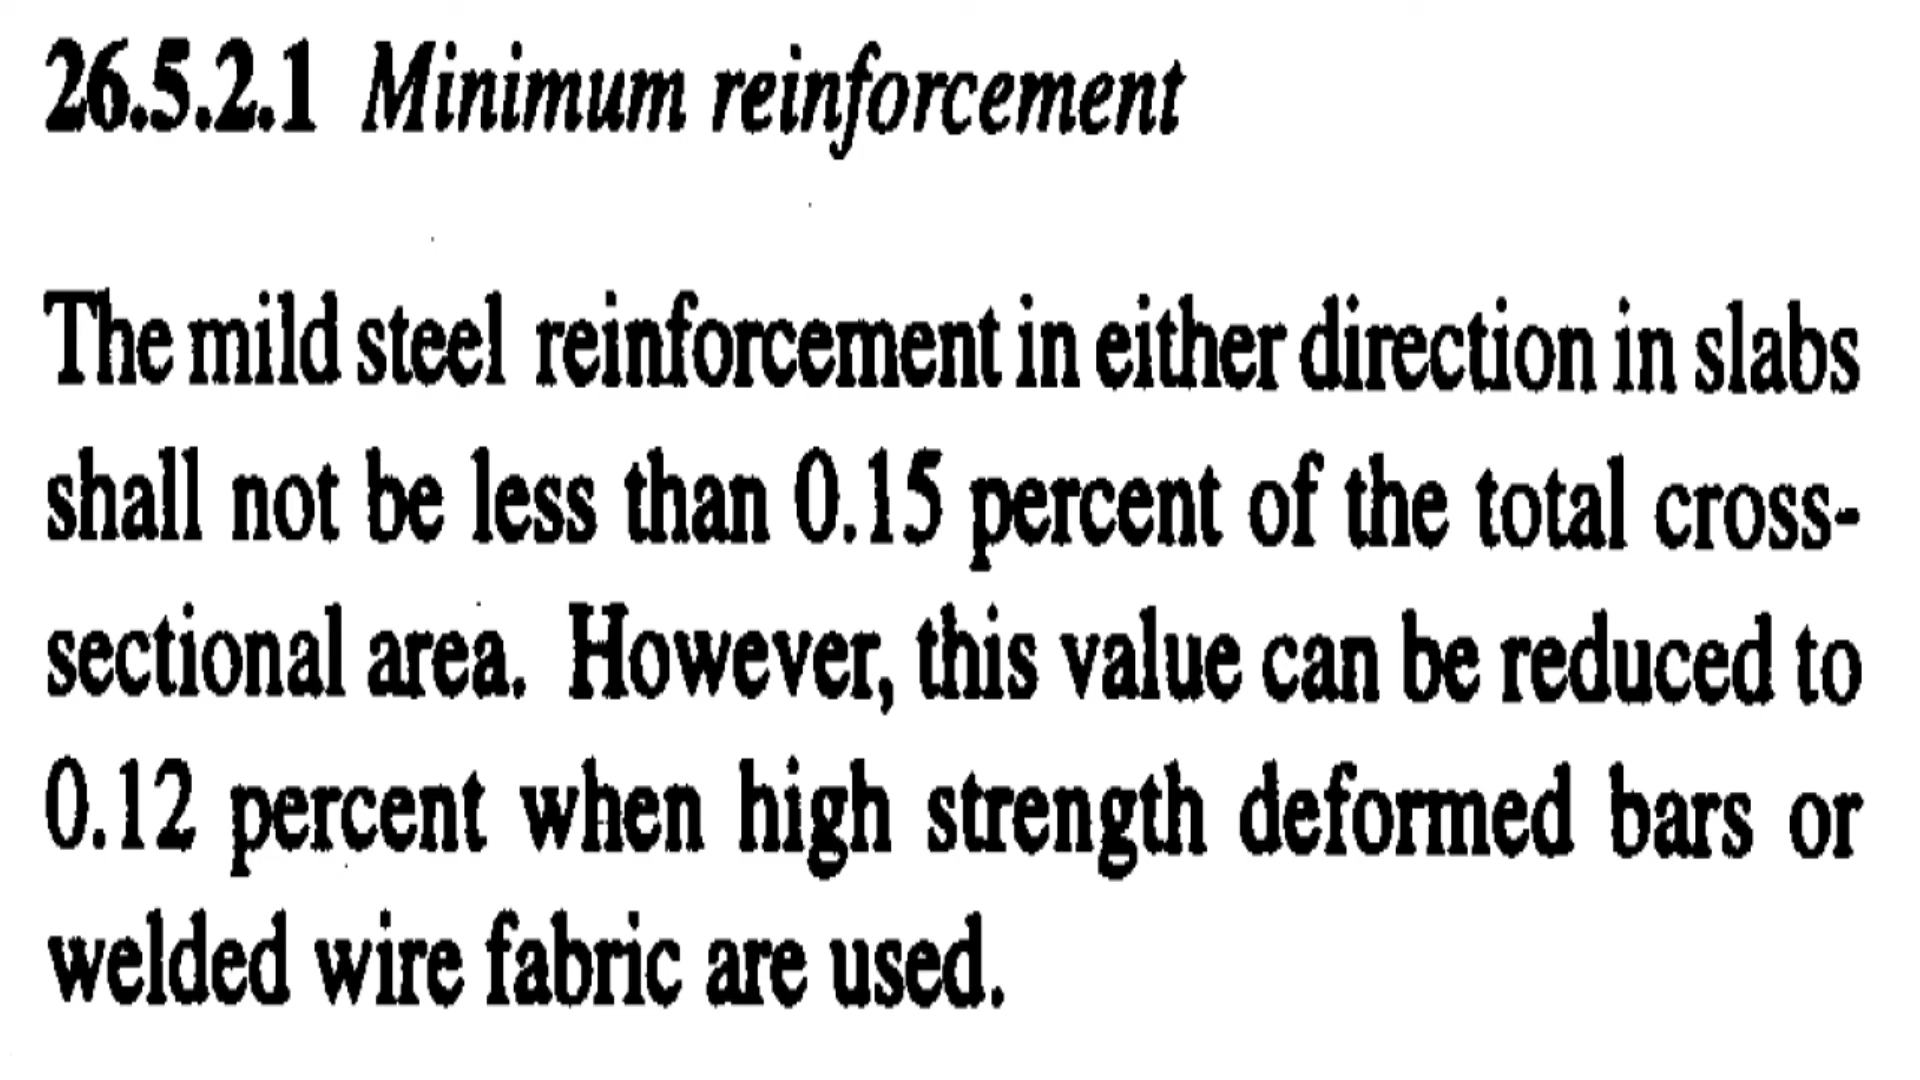 26.5.2.1 Minimum reinforcement
The mild steel reinforcement in either direction in slabs
shall not be less than 0.15 percent of the total cross-
sectional area. However, this value can be reduced to
0.12 percent when high strength deformed bars or
welded wire fabric are used.